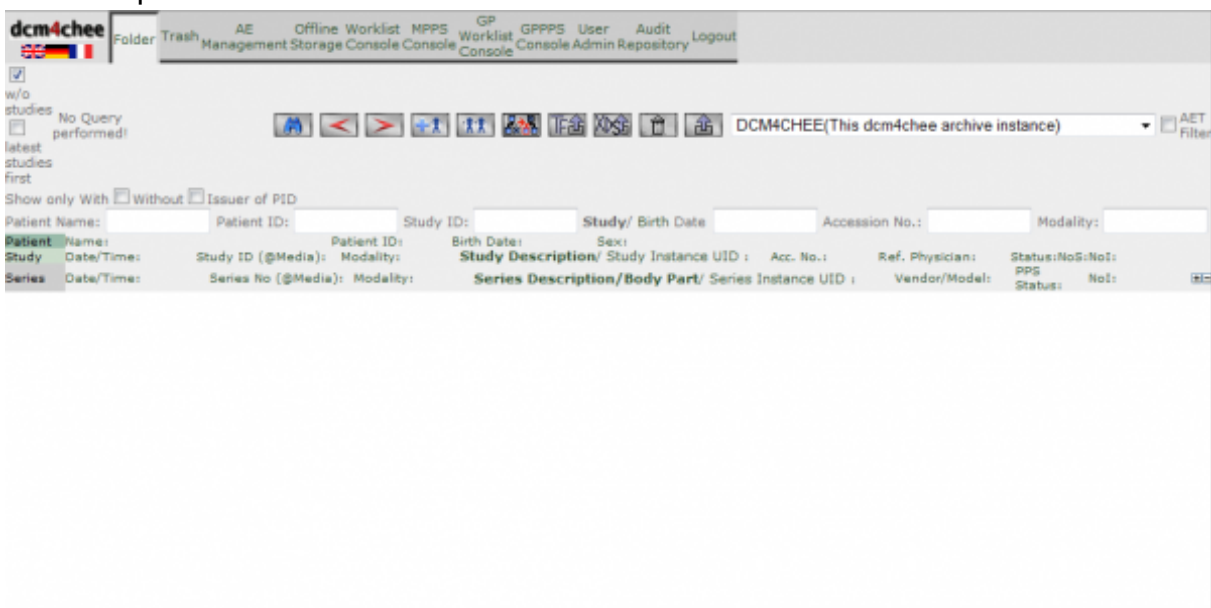 dcm4chee Folder Trash AE Management Offline Storage Worklist Console MPPS Console GP Worklist Console GPPPS Console User Admin Audit Repository Logout
w/o studies
No Query performed!
latest studies first
DCM4CHEE(This dcm4chee archive instance)
AET Filter
Show only With Without Issuer of PID
Patient Name: Patient ID: Study ID: Study/ Birth Date Accession No.: Modality:
Patient Name: Patient ID: Birth Date: Sex:
Study Date/Time: Study ID (@Media): Modality: Study Description/ Study Instance UID : Acc. No.: Ref. Physician: Status:NoS:NoI:
Series Date/Time: Series No (@Media): Modality: Series Description/Body Part/ Series Instance UID : Vendor/Model: PPS Status: NoI: